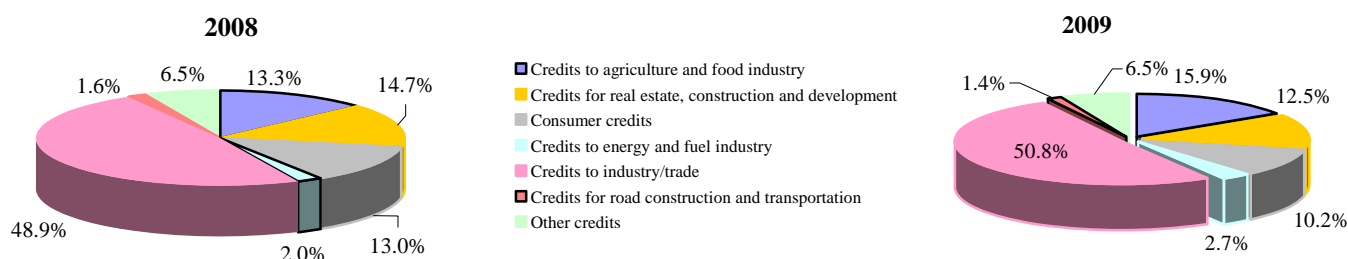 2008
13.3%
14.7%
13.0%
2.0%
48.9%
1.6%
6.5%
Credits to agriculture and food industry
Credits for real estate, construction and development
Consumer credits
Credits to energy and fuel industry
Credits to industry/trade
Credits for road construction and transportation
Other credits
2009
15.9%
12.5%
10.2%
2.7%
50.8%
1.4%
6.5%